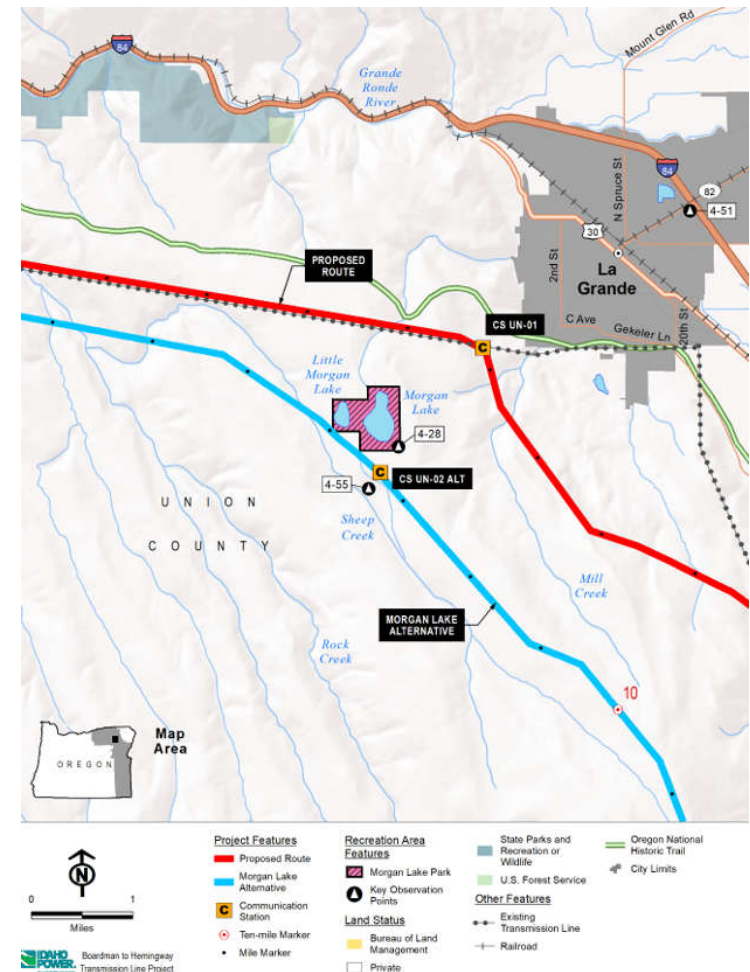 Mount Glen Rd
84
Grande
Ronde
River
N Spruce St
84
82
4-51
30
2nd St
La
Grande
PROPOSED
ROUTE
CS UN-01
C Ave
Gekeler Ln
20th St
C
Little
Morgan
Lake
Morgan
Lake
4-28
C
CS UN-02 ALT
4-55
UNION
COUNTY
Sheep
Creek
Mill
Creek
MORGAN LAKE
ALTERNATIVE
Rock
Creek
10
Map
Area
OREGON
N
0 1
Miles
IDAHO
POWER
Boardman to Hemingway
Transmission Line Project
Project Features
Proposed Route
Morgan Lake
Alternative
C
Communication
Station
Ten-mile Marker
Mile Marker
Recreation Area
Features
Morgan Lake Park
Key Observation
Points
Land Status
Bureau of Land
Management
Private
State Parks and
Recreation or
Wildlife
U.S. Forest Service
Other Features
Existing
Transmission Line
Railroad
Oregon National
Historic Trail
City Limits